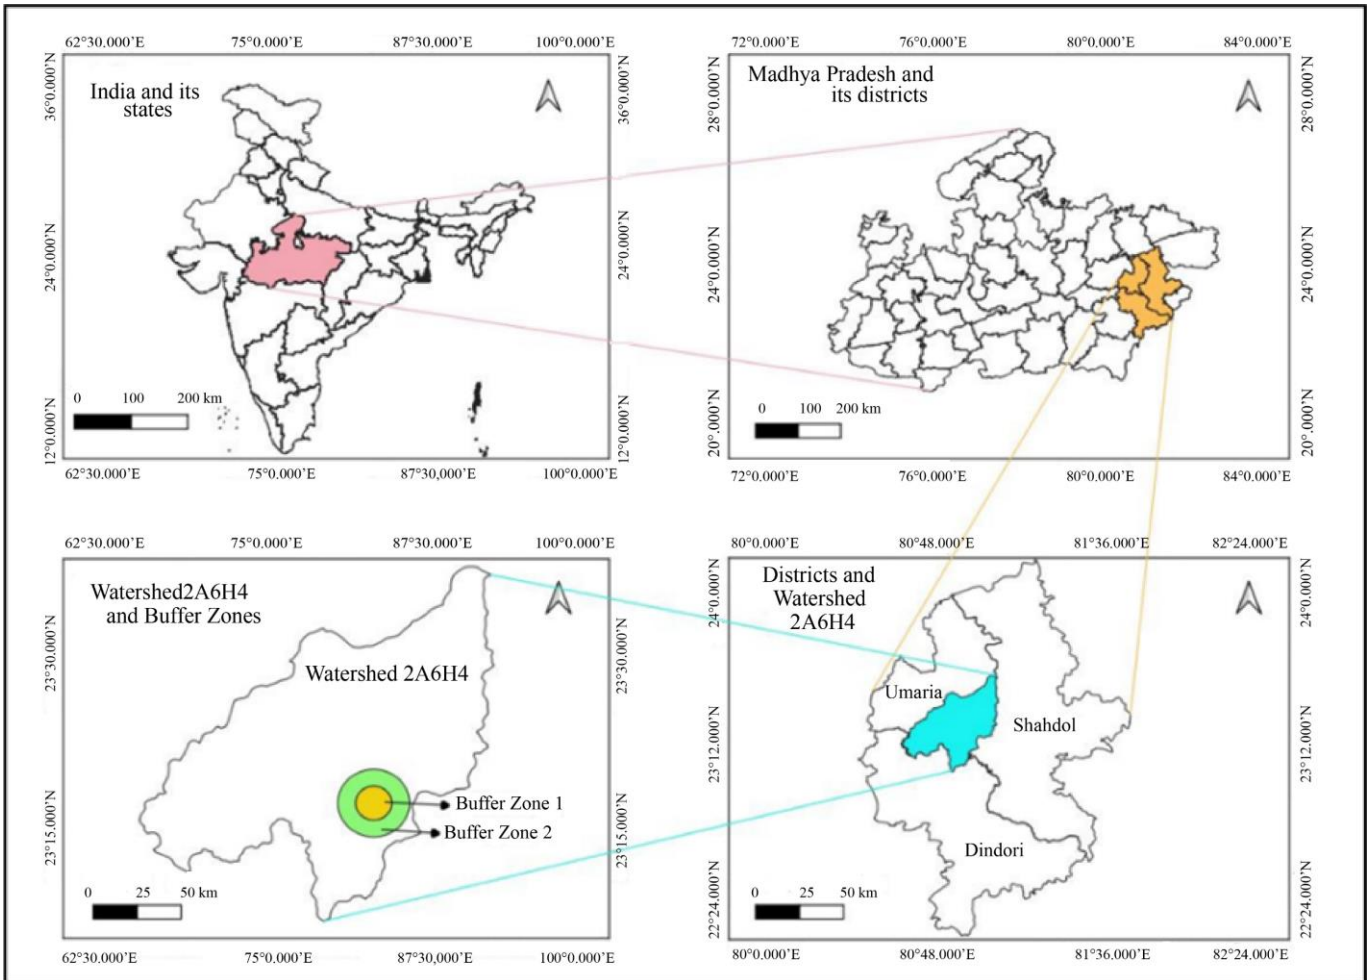 62°30.000’E 75°0.000’E 87°30.000’E 100°0.000’E
India and its
states
36°0.000’N
24°0.000’N
12°0.000’N
36°0.000’N
24°0.000’N
12°0.000’N
0 100 200 km
62°30.000’E 75°0.000’E 87°30,000’E 100°0.000’E
72°0.000’E 76°0.000’E 80°0.000’E 84°0.000’E
Madhya Pradesh and
its districts
28°0.000’N
24°0.000’N
20°.000’N
28°0.000’N
24°0.000’N
20°.000’N
0 100 200 km
72°0.000’E 76°0.000’E 80°0.000’E 84°0.000’E
62°30.000’E 75°0.000’E 87°30.000’E 100°0.000’E
Watershed2A6H4
and Buffer Zones
Watershed 2A6H4
23°30.000’N
23°15.000’N
23°30.000’N
23°15.000’N
Buffer Zone 1
Buffer Zone 2
0 25 50 km
62°30.000’E 75°0.000’E 87°30,000’E 100°0.000’E
80°0.000’E 80°48.000’E 81°36.000’E 82°24.000’E
Districts and
Watershed
2A6H4
24°0.000’N
23°12.000’N
22°24.000’N
24°0.000’N
23°12.000’N
22°24.000’N
Umaria
Shahdol
Dindori
0 25 50 km
80°0.000’E 80°48.000’E 81°36.000’E 82°24.000’E